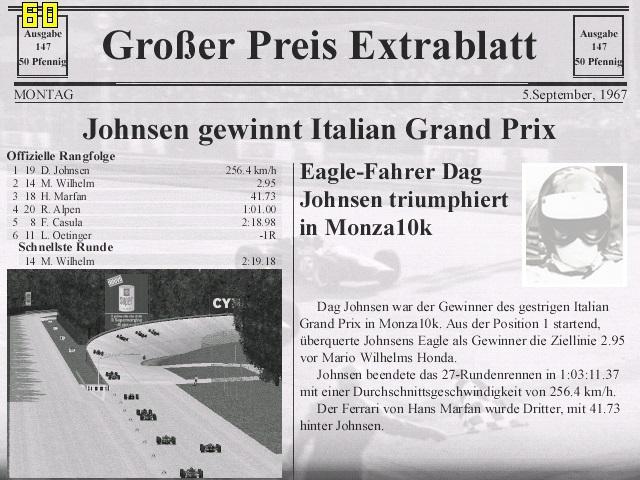 60
Ausgabe
147
50 Pfennig
Großer Preis Extrablatt
Ausgabe
147
50 Pfennig
MONTAG
5.September, 1967
Johnsen gewinnt Italian Grand Prix
Offizielle Rangfolge
1 19 D. Johnsen 256.4 km/h
2 14 M. Wilhelm 2.95
3 18 H. Marfan 41.73
4 20 R. Alpen 1:01.00
5 8 F. Casula 2:18.98
6 11 L. Oetinger -1R
Schnellste Runde
14 M. Wilhelm 2:19.18
Eagle-Fahrer Dag
Johnsen triumphiert
in Monza10k
Dag Johnsen war der Gewinner des gestrigen Italian
Grand Prix in Monza10k. Aus der Position 1 startend,
überquerte Johnsens Eagle als Gewinner die Ziellinie 2.95
vor Mario Wilhelms Honda.
Johnsen beendete das 27-Rundenrennen in 1:03:11.37
mit einer Durchschnittsgeschwindigkeit von 256.4 km/h.
Der Ferrari von Hans Marfan wurde Dritter, mit 41.73
hinter Johnsen.